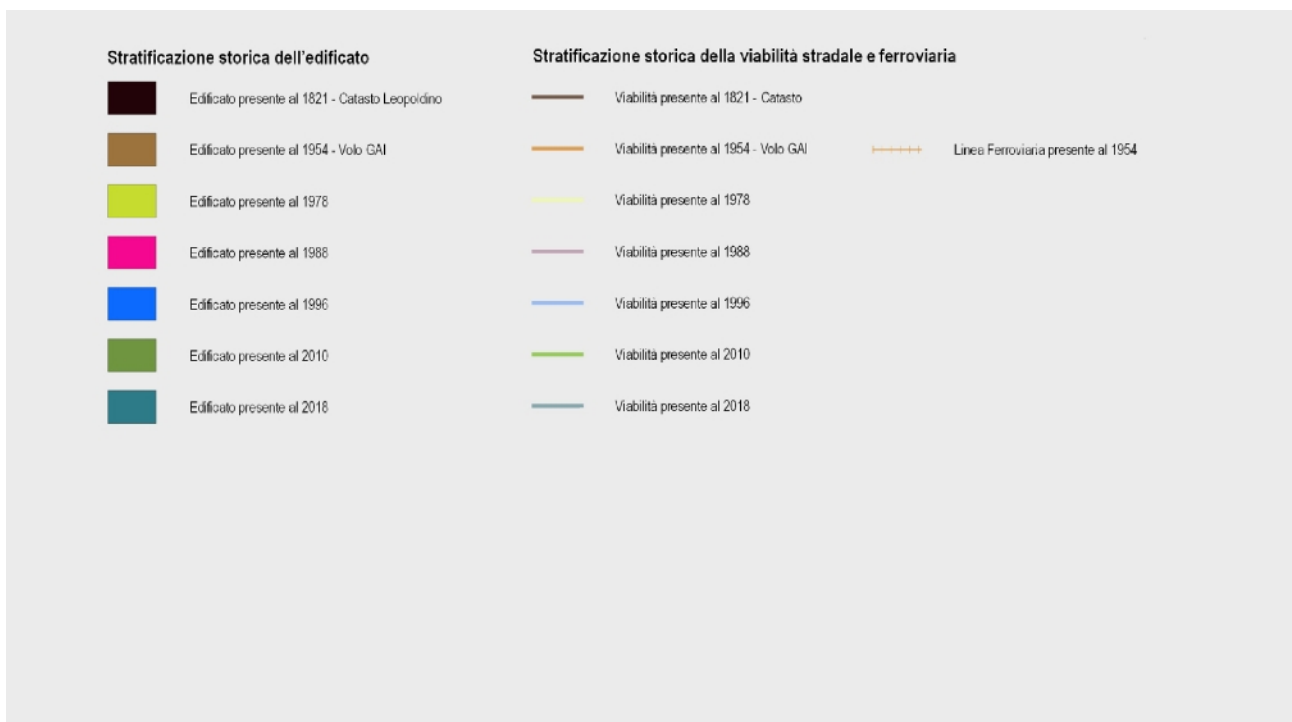 Stratificazione storica dell'edificato
Edificato presente al 1821 - Catasto Leopoldino
Edificato presente al 1954 - Volo GAI
Edificato presente al 1978
Edificato presente al 1988
Edificato presente al 1996
Edificato presente al 2010
Edificato presente al 2018
Stratificazione storica della viabilità stradale e ferroviaria
Viabilità presente al 1821 - Catasto
Viabilità presente al 1954 - Volo GAI
Linea Ferroviaria presente al 1954
Viabilità presente al 1978
Viabilità presente al 1988
Viabilità presente al 1996
Viabilità presente al 2010
Viabilità presente al 2018